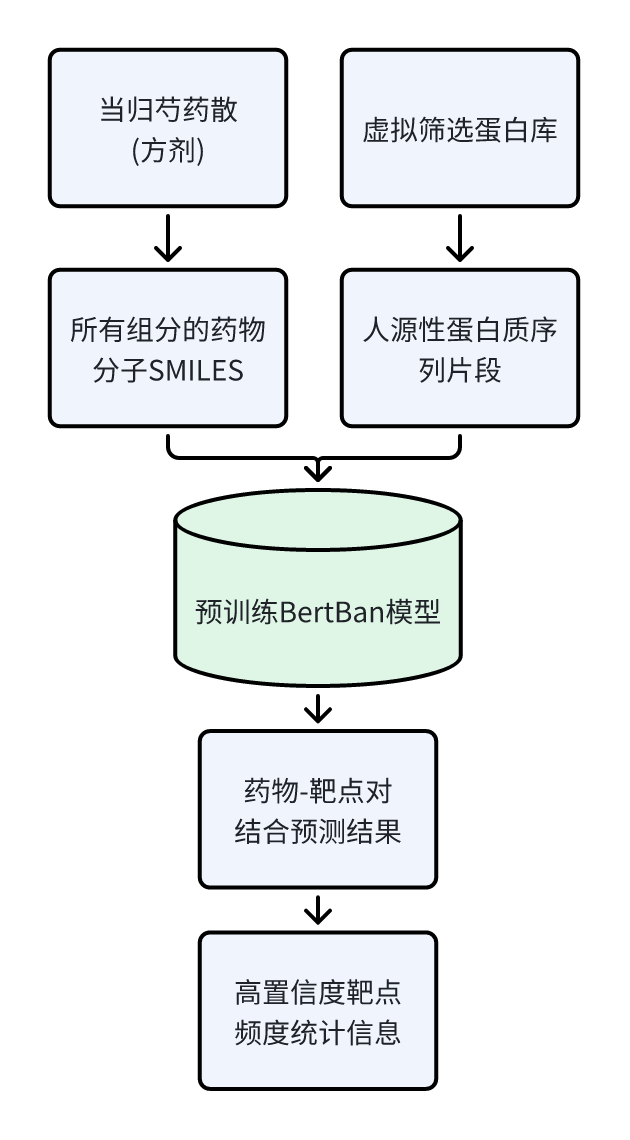 当归芍药散
(方剂)
虚拟筛选蛋白库
所有组分的药物
分子SMILES
人源性蛋白质序
列片段
预训练BertBan模型
药物-靶点对
结合预测结果
高置信度靶点
频度统计信息